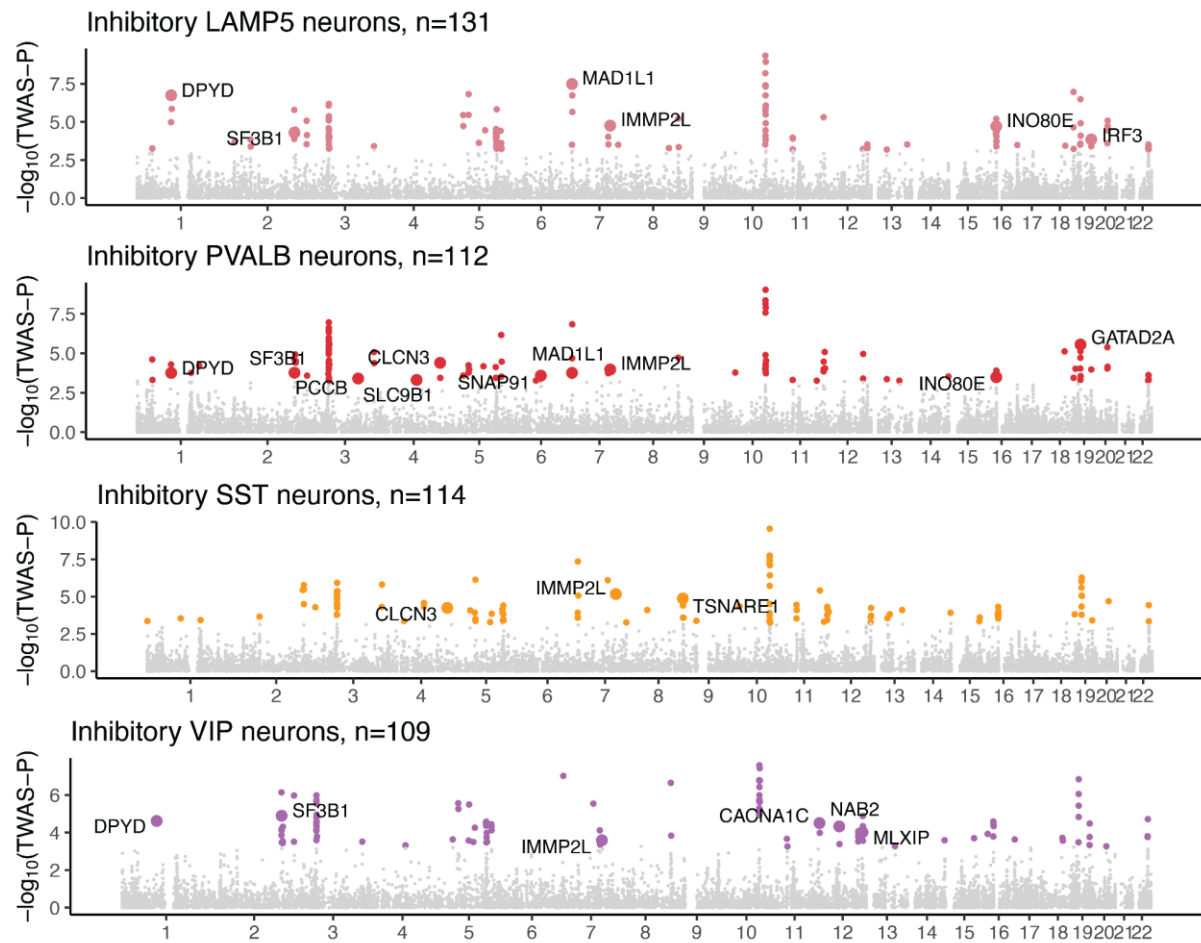 Inhibitory LAMP5 neurons, n=131
−log10(TWAS−P)
7.5
5.0
2.5
0.0
DPYD
SF3B1
MAD1L1
IMMP2L
INO80E
IRF3
1 2 3 4 5 6 7 8 9 10 11 12 13 14 15 16 17 18 19 20 21 22
Inhibitory PVALB neurons, n=112
−log10(TWAS−P)
7.5
5.0
2.5
0.0
DPYD
SF3B1
PCCB
CLCN3
SLC9B1
SNAP91
MAD1L1
IMMP2L
INO80E
GATAD2A
1 2 3 4 5 6 7 8 9 10 11 12 13 14 15 16 17 18 19 20 21 22
Inhibitory SST neurons, n=114
−log10(TWAS−P)
10.0
7.5
5.0
2.5
0.0
CLCN3
IMMP2L
TSNARE1
1 2 3 4 5 6 7 8 9 10 11 12 13 14 15 16 17 18 19 20 21 22
Inhibitory VIP neurons, n=109
−log10(TWAS−P)
6
4
2
0
DPYD
SF3B1
IMMP2L
CACNA1C
NAB2
MLXIP
1 2 3 4 5 6 7 8 9 10 11 12 13 14 15 16 17 18 19 20 21 22